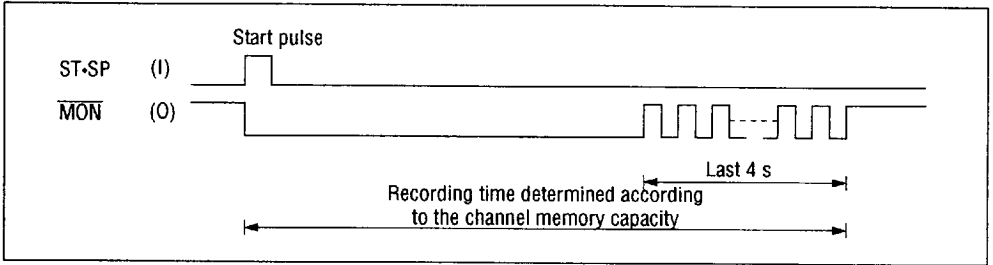 Start pulse
ST•SP (I)
MON (O)
Last 4 s
Recording time determined according
to the channel memory capacity